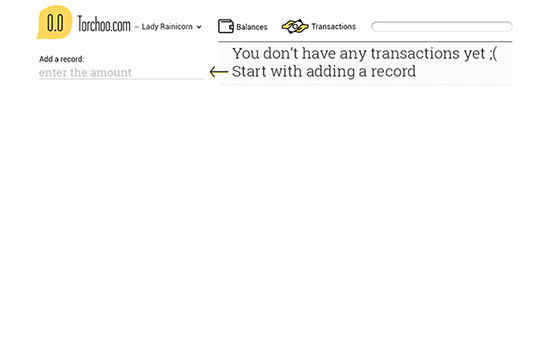 0.0 Torchoo.com – Lady Rainicorn Balances Transactions
Add a record:
enter the amount
You don't have any transactions yet ;(
Start with adding a record